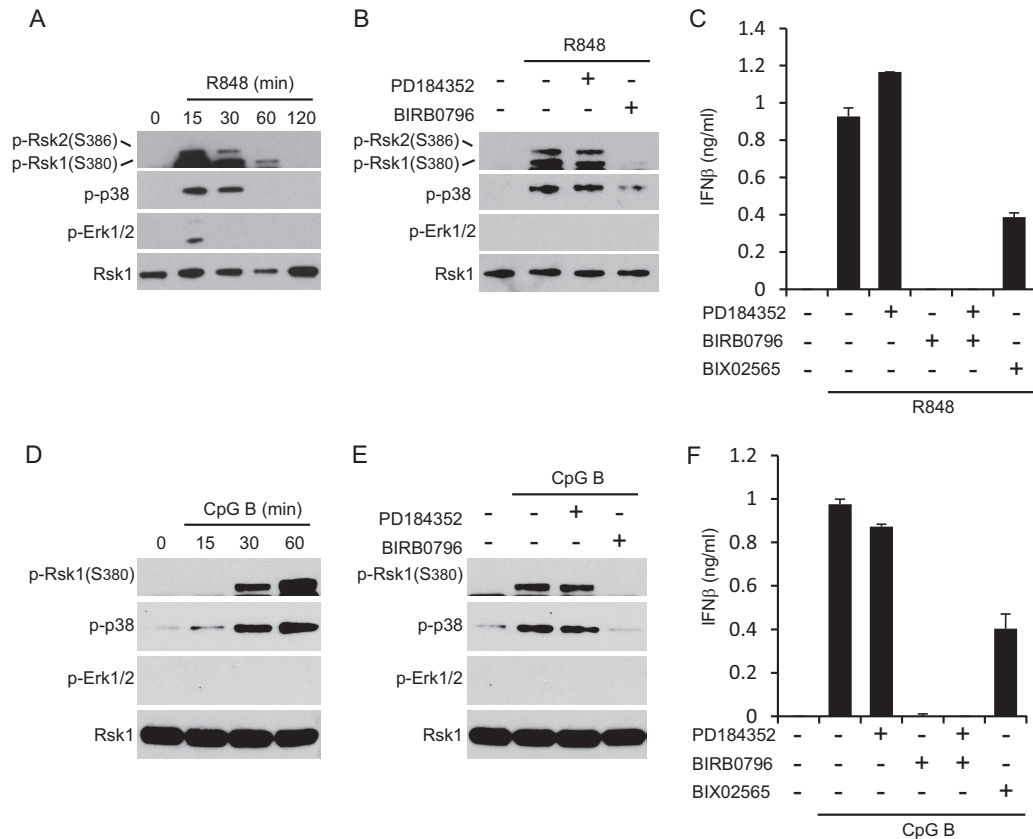 A
R848 (min)
0 15 30 60 120
p-Rsk2(S386)
p-Rsk1(S380)
p-p38
p-Erk1/2
Rsk1
B
R848
PD184352 - - + -
BIRB0796 - - - +
p-Rsk2(S386)
p-Rsk1(S380)
p-p38
p-Erk1/2
Rsk1
C
IFNβ (ng/ml)
1.4
1.2
1
0.8
0.6
0.4
0.2
0
PD184352 - - + - + -
BIRB0796 - - - + + -
BIX02565 - - - - - +
R848
D
CpG B (min)
0 15 30 60
p-Rsk1(S380)
p-p38
p-Erk1/2
Rsk1
E
CpG B
PD184352 - - + -
BIRB0796 - - - +
p-Rsk1(S380)
p-p38
p-Erk1/2
Rsk1
F
IFNβ (ng/ml)
1.2
1
0.8
0.6
0.4
0.2
0
PD184352 - - + - + -
BIRB0796 - - - + + -
BIX02565 - - - - - +
CpG B